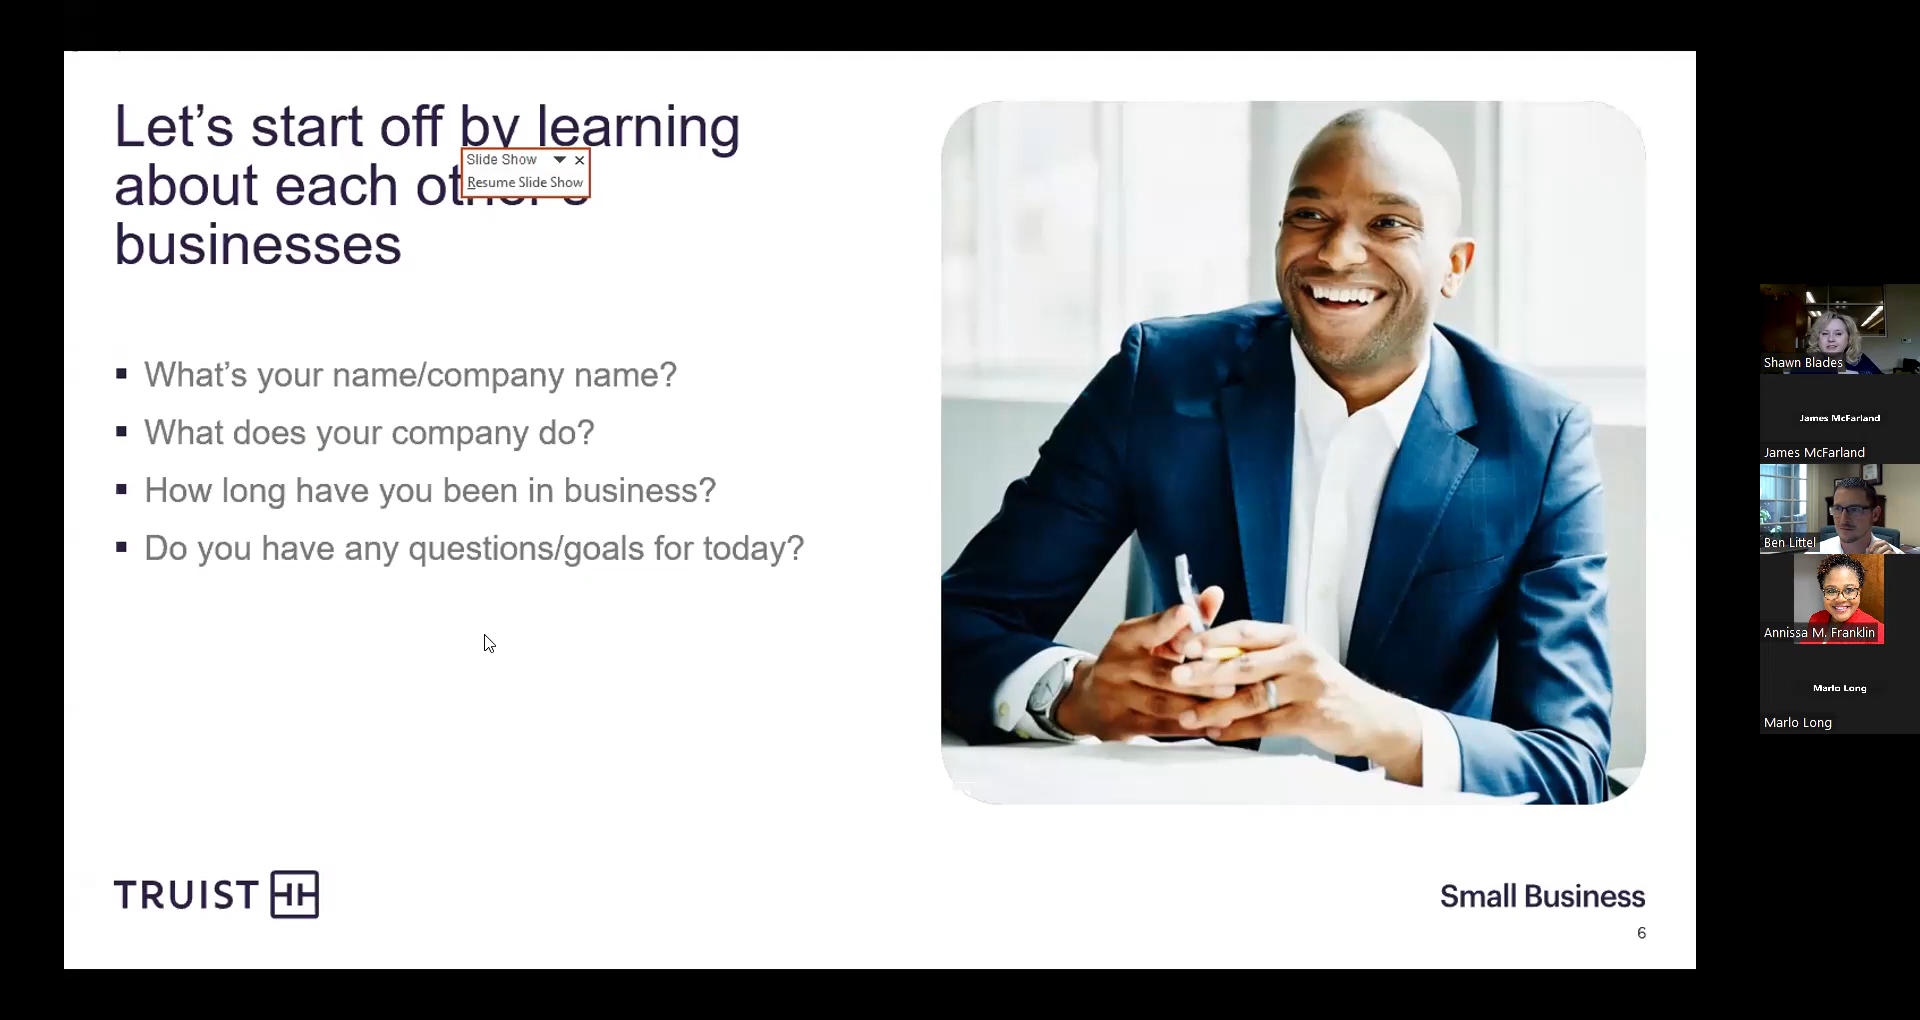 Let’s start off by learning
about each other’s
businesses
Slide Show
Resume Slide Show
What’s your name/company name?
What does your company do?
How long have you been in business?
Do you have any questions/goals for today?
TRUIST
Small Business
6
Shawn Blades
James McFarland
James McFarland
Ben Littel
Annissa M. Franklin
Marlo Long
Marlo Long